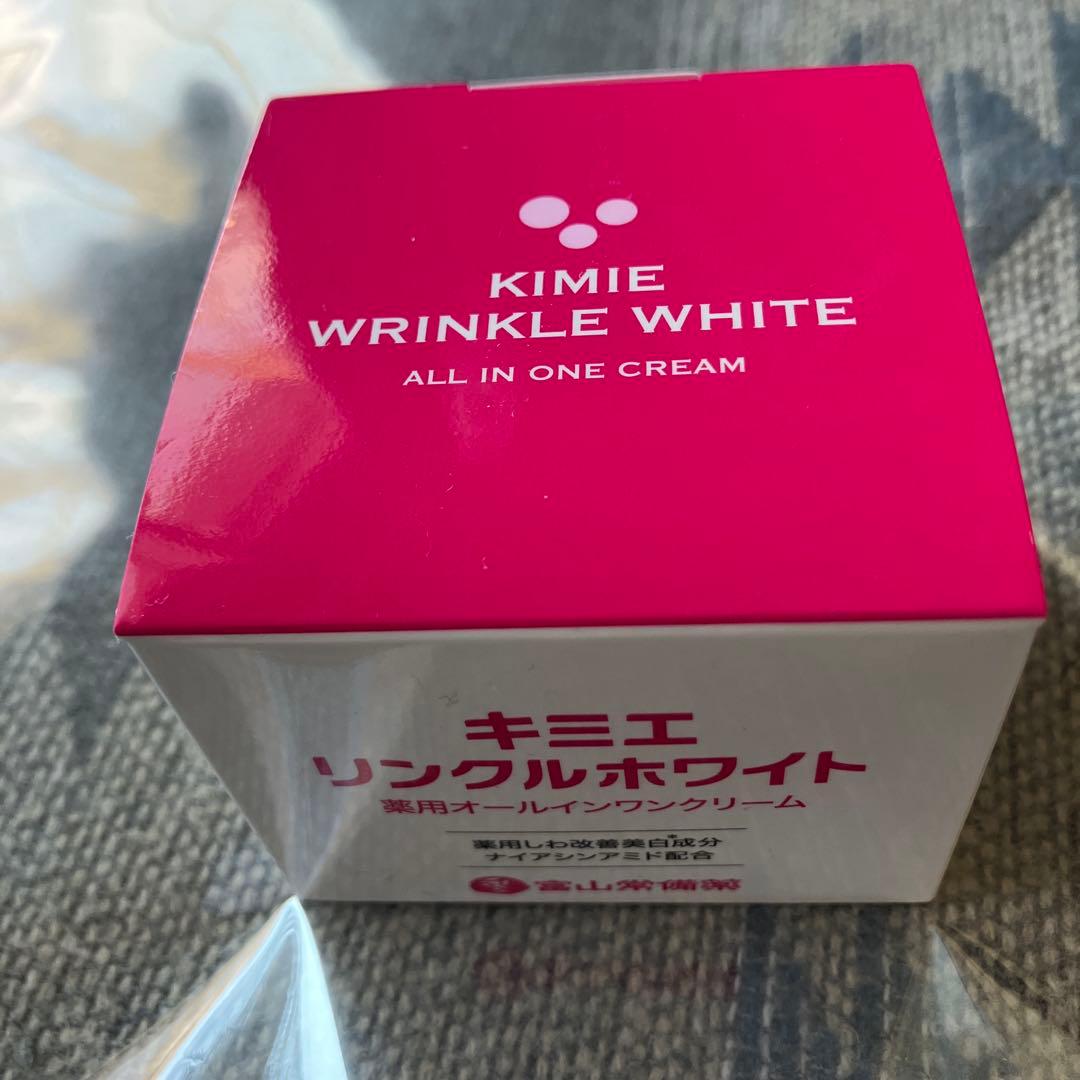 KIMIE
WRINKLE WHITE
ALL IN ONE CREAM
キミエ
リンクルホワイト
薬用オールインワンクリーム
薬用しわ改善美白*成分
ナイアシンアミド配合
富山常備薬